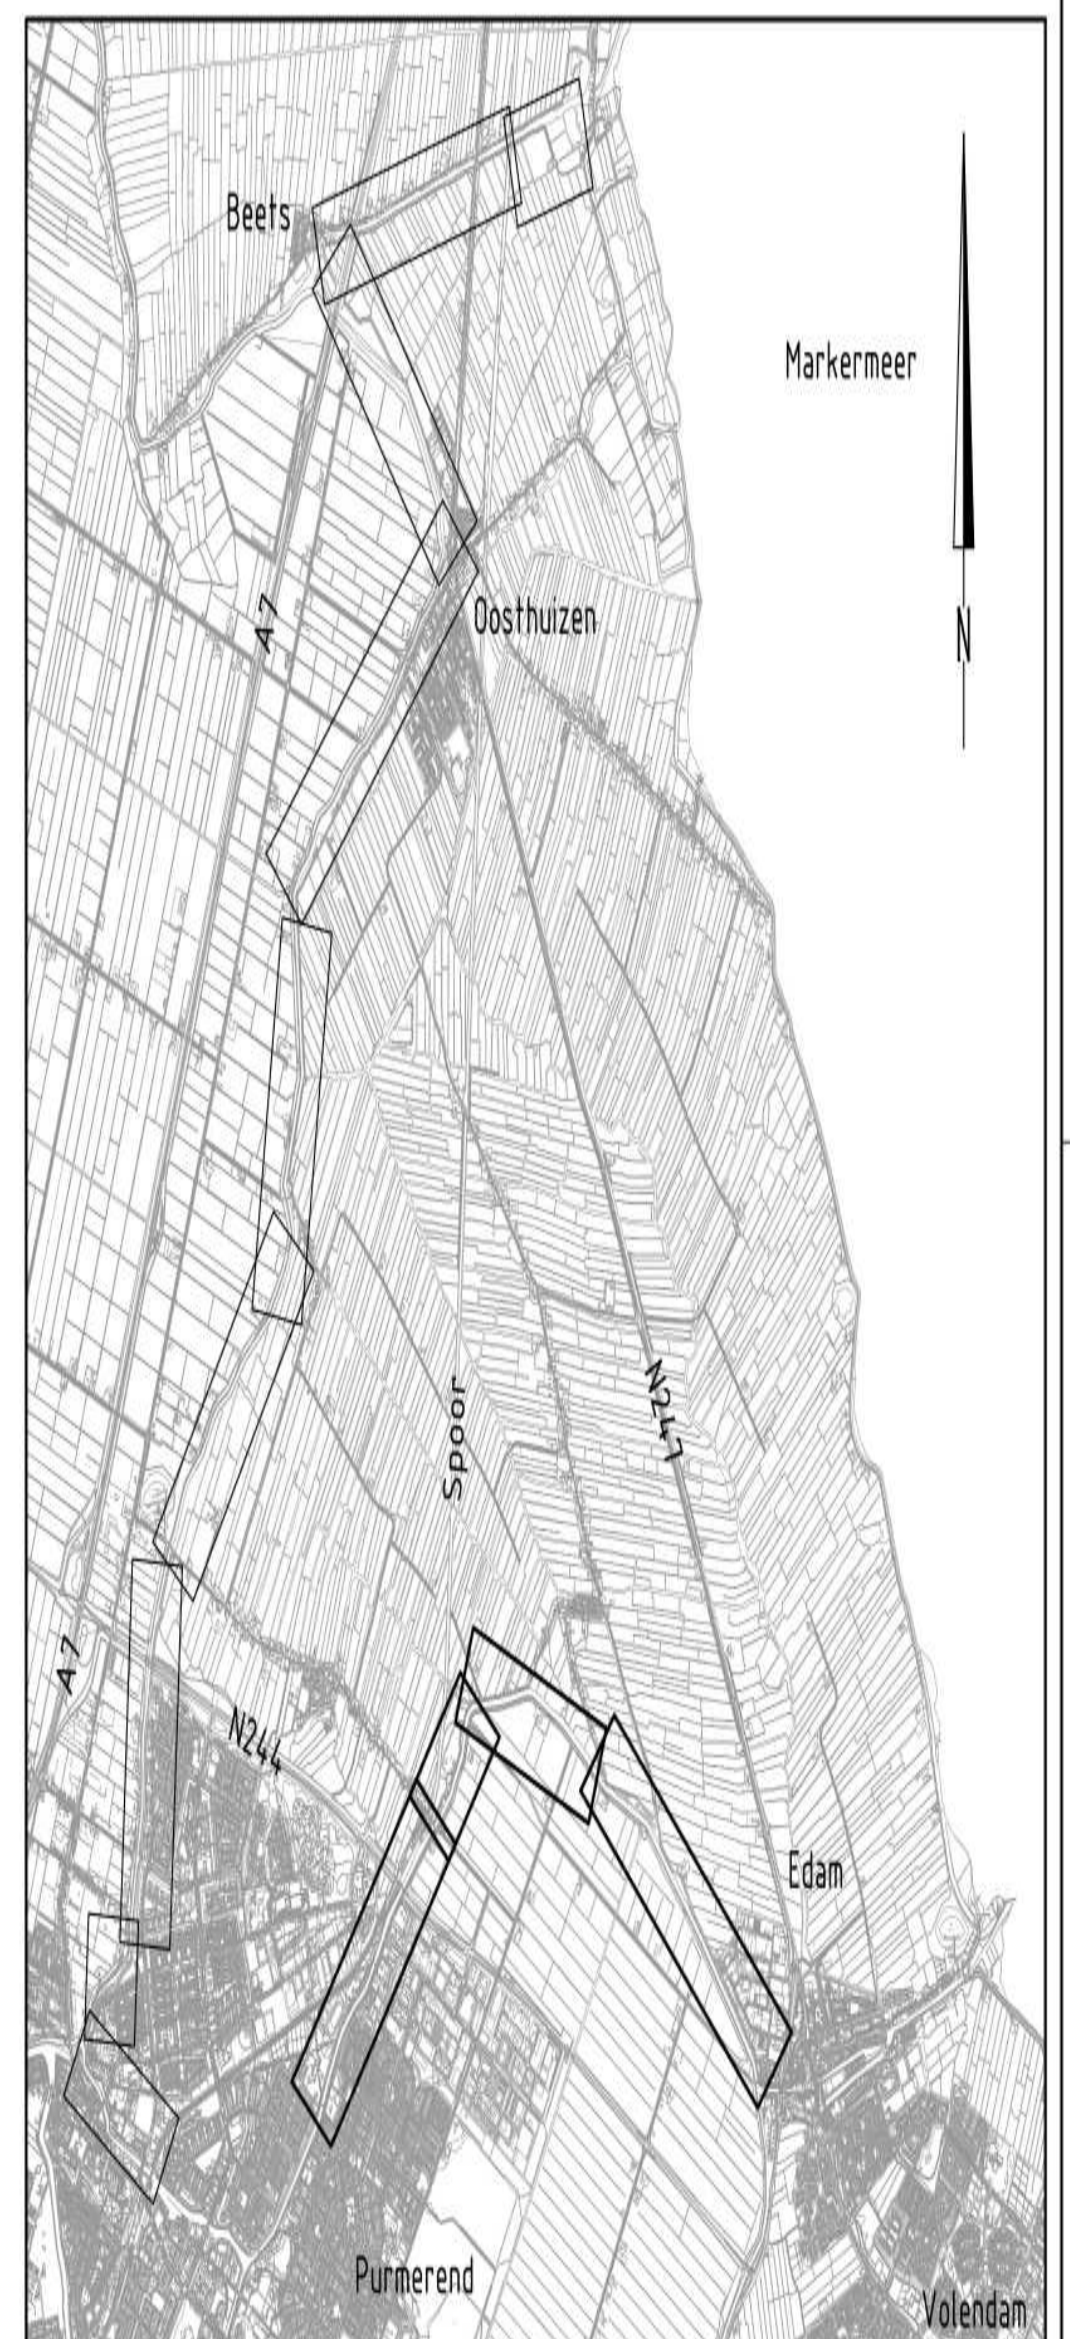 Beets
Markermeer
A7
Oosthuizen
N
Spoor
N247
A7
N244
Edam
Purmerend
Volendam